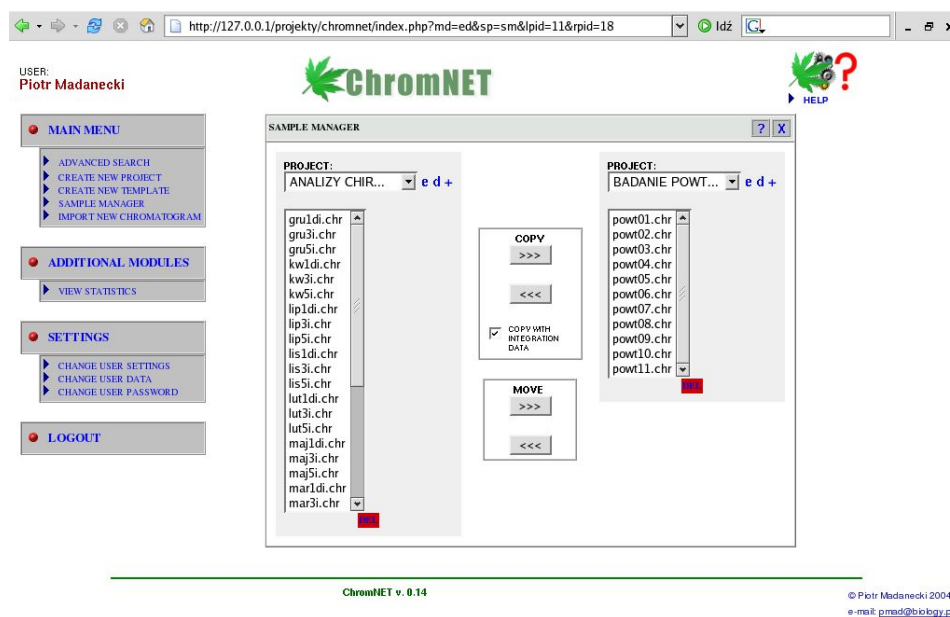 http://127.0.0.1/projekty/chromnet/index.php?md=ed&sp=sm&lpid=11&rpid=18
Idź
G
USER:
Piotr Madanecki
ChromNET
?
HELP
MAIN MENU
ADVANCED SEARCH
CREATE NEW PROJECT
CREATE NEW TEMPLATE
SAMPLE MANAGER
IMPORT NEW CHROMATOGRAM
ADDITIONAL MODULES
VIEW STATISTICS
SETTINGS
CHANGE USER SETTINGS
CHANGE USER DATA
CHANGE USER PASSWORD
LOGOUT
SAMPLE MANAGER
? X
PROJECT:
ANALIZY CHIR... e d +
gru1di.chr
gru3i.chr
gru5i.chr
kw1di.chr
kw3i.chr
kw5i.chr
lip1di.chr
lip3i.chr
lip5i.chr
lis1di.chr
lis3i.chr
lis5i.chr
lut1di.chr
lut3i.chr
lut5i.chr
maj1di.chr
maj3i.chr
maj5i.chr
mar1di.chr
mar3i.chr
DEL
COPY
>>>
<<<
COPY WITH
INTEGRATION
DATA
MOVE
>>>
<<<
PROJECT:
BADANIE POWT... e d +
powt01.chr
powt02.chr
powt03.chr
powt04.chr
powt05.chr
powt06.chr
powt07.chr
powt08.chr
powt09.chr
powt10.chr
powt11.chr
DEL
ChromNET v. 0.14
© Piotr Madanecki 2004
e-mail: pmad@biology.p